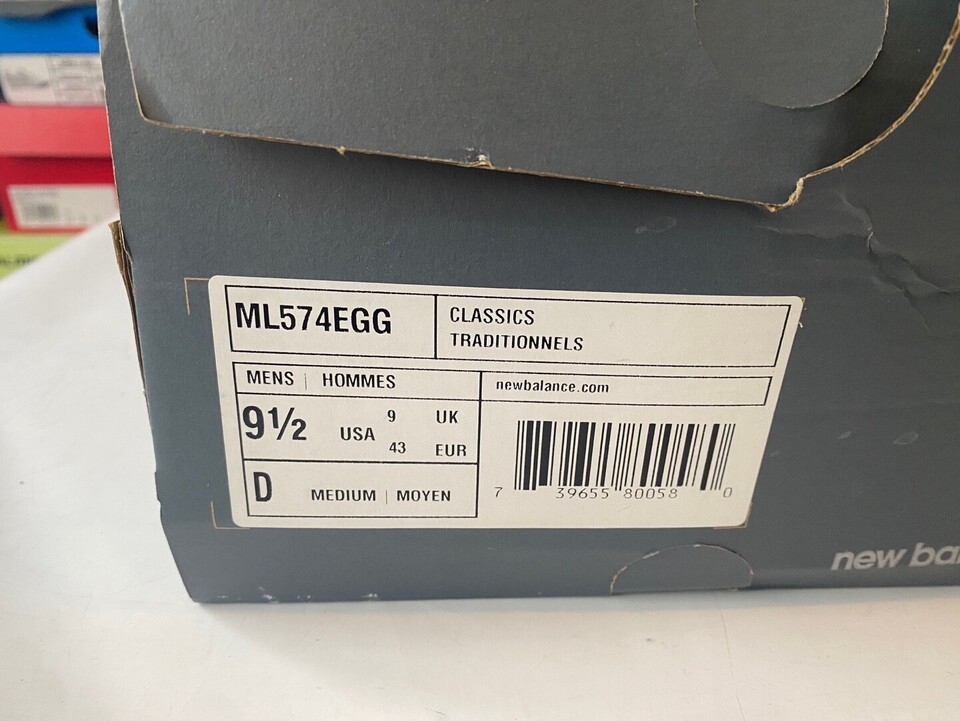 ML574EGG
CLASSICS
TRADITIONNELS
MENS | HOMMES
newbalance.com
9½ USA 9 UK
43 EUR
D MEDIUM | MOYEN
7 39655 80058 0
new